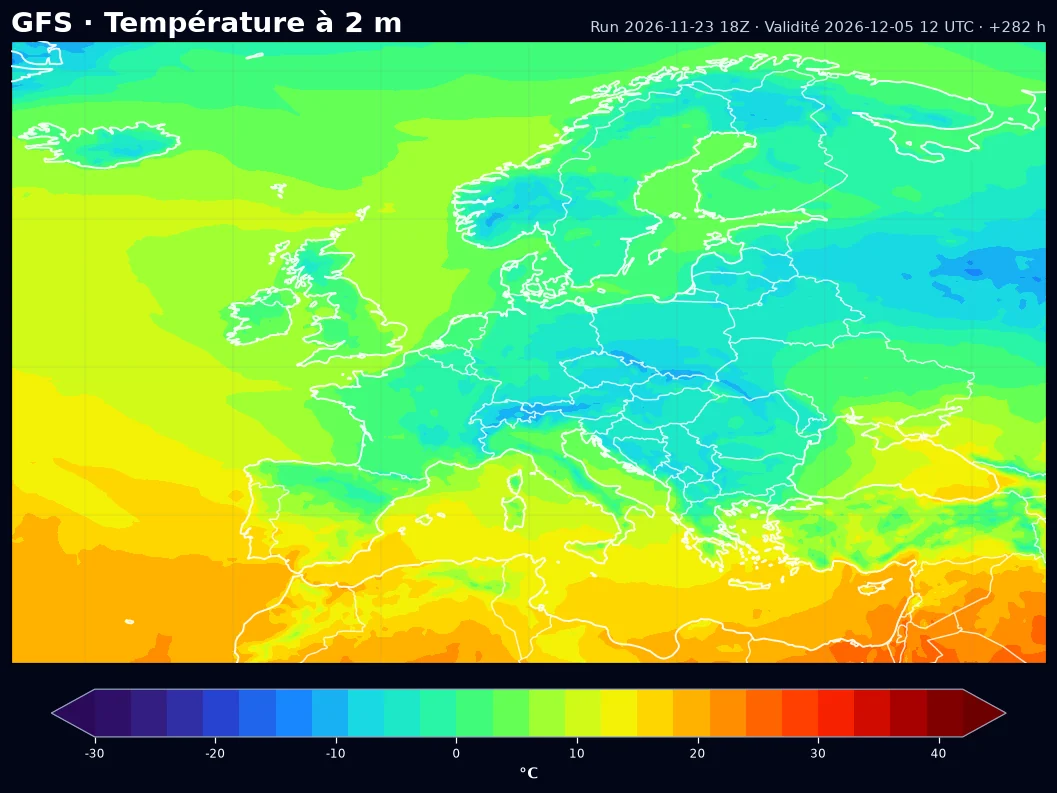 GFS · Température à 2 m
Run 2026-11-23 18Z · Validité 2026-12-05 12 UTC · +282 h
-30 -20 -10 0 10 20 30 40
°C